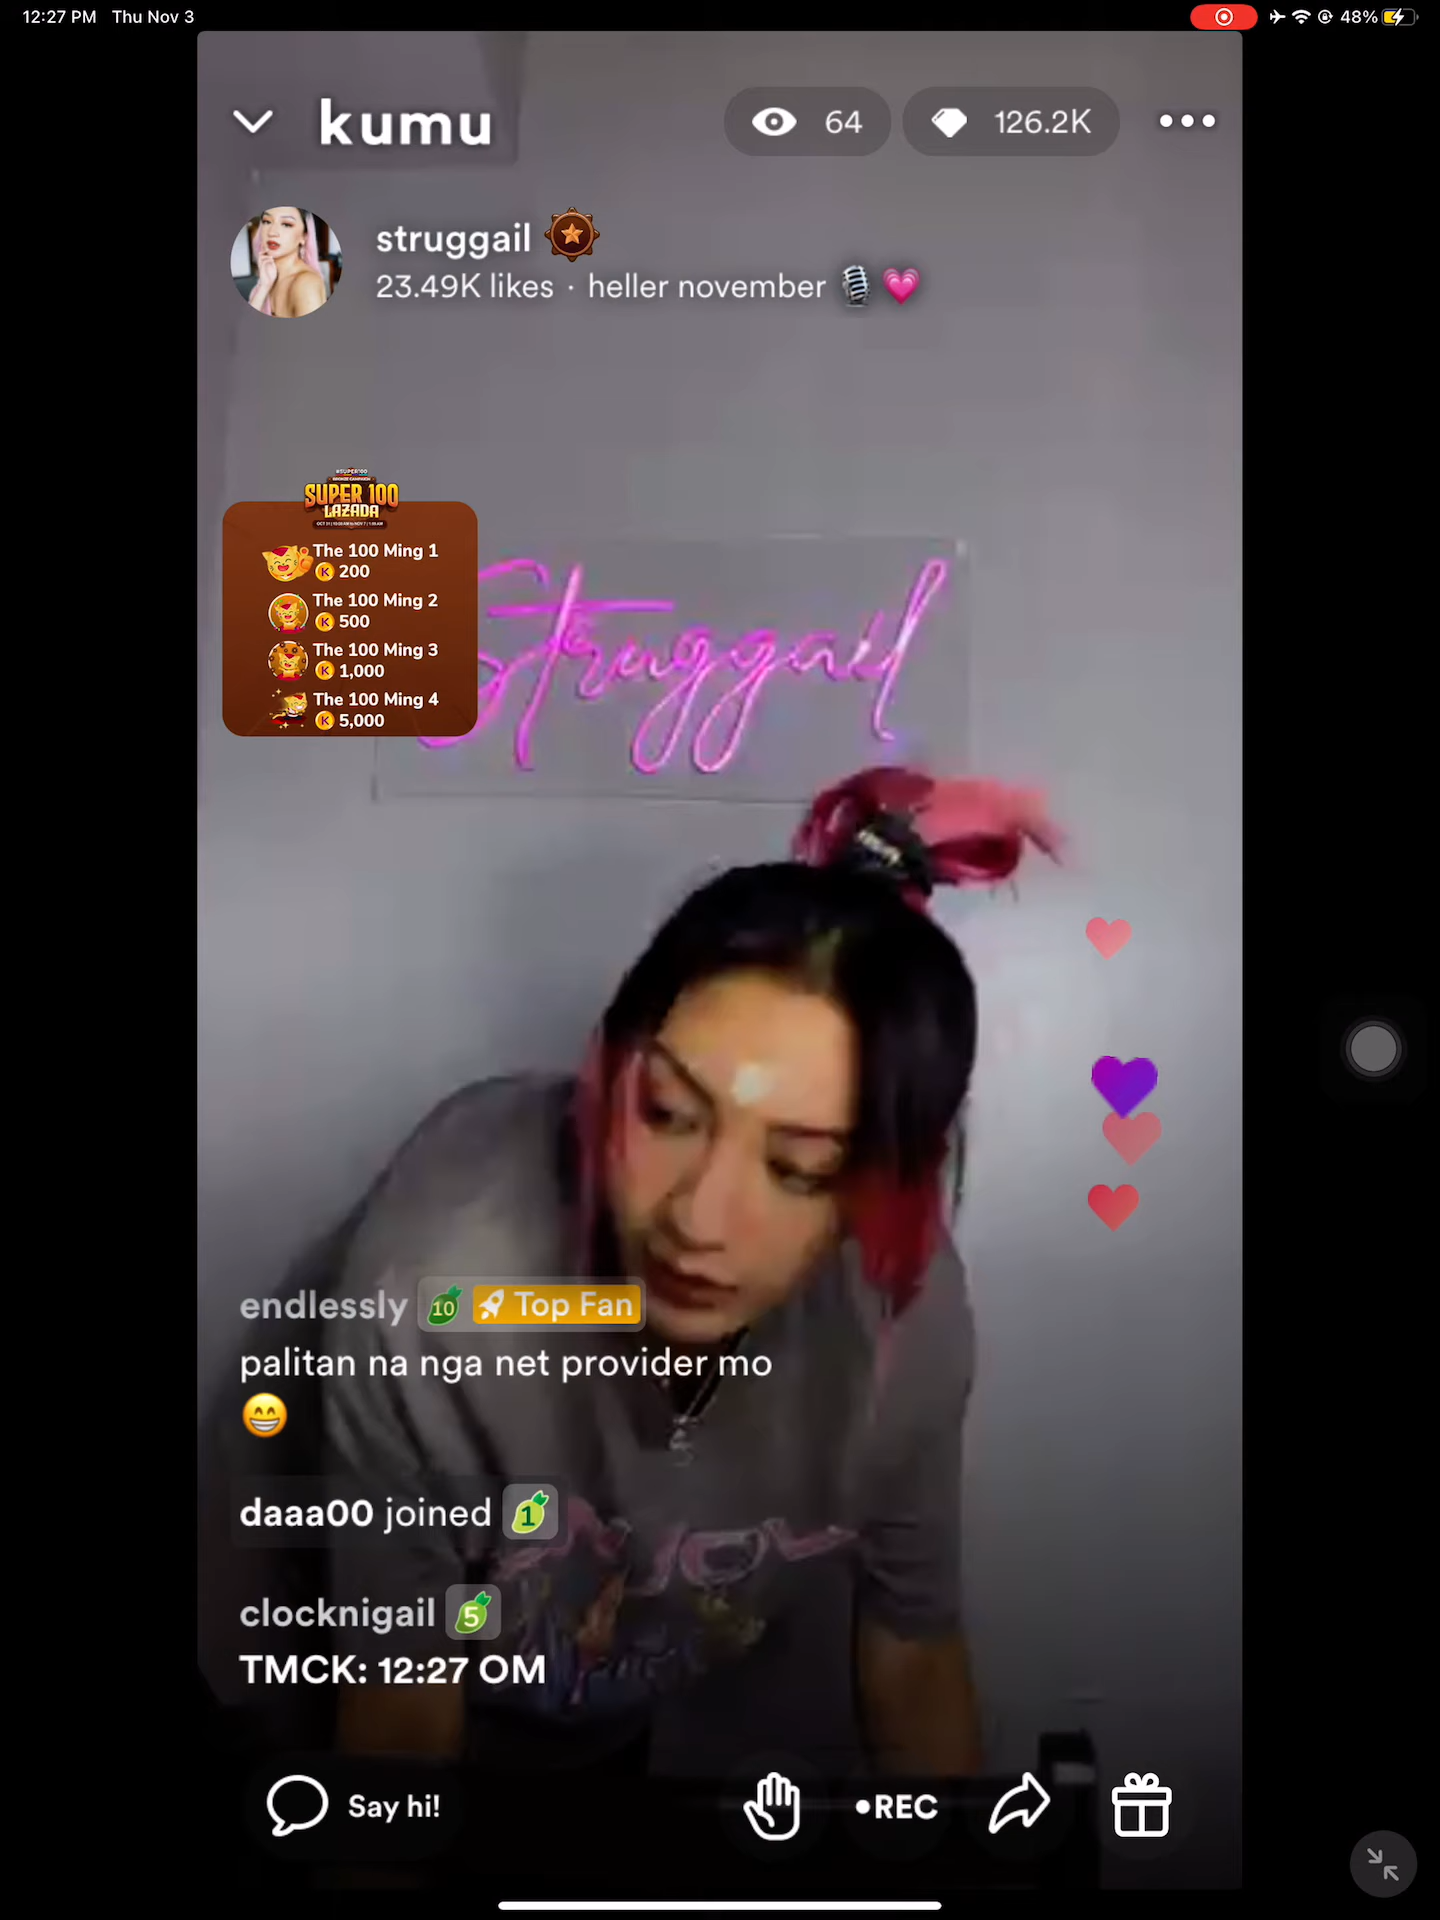 12:27 PM Thu Nov 3
48%
kumu
64
126.2K
struggail
23.49K likes · heller november
#SUPER100
SUPER 100
LAZADA
The 100 Ming 1
K 200
The 100 Ming 2
K 500
The 100 Ming 3
K 1,000
The 100 Ming 4
K 5,000
Struggail
endlessly 10 Top Fan
palitan na nga net provider mo
😁
daaa00 joined 1
clocknigail 5
TMCK: 12:27 OM
Say hi!
•REC